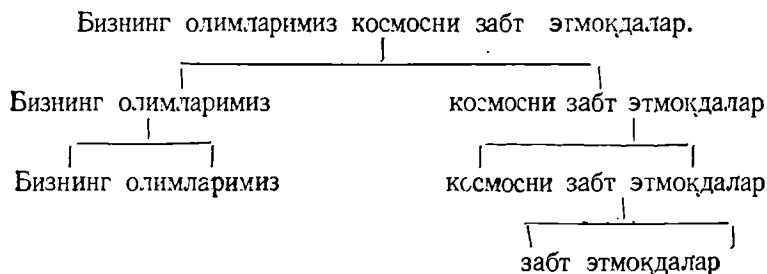 Бизнинг олимларимиз космосни забт этмоқдалар.
Бизнинг олимларимиз космосни забт этмоқдалар
Бизнинг олимларимиз космосни забт этмоқдалар
забт этмоқдалар